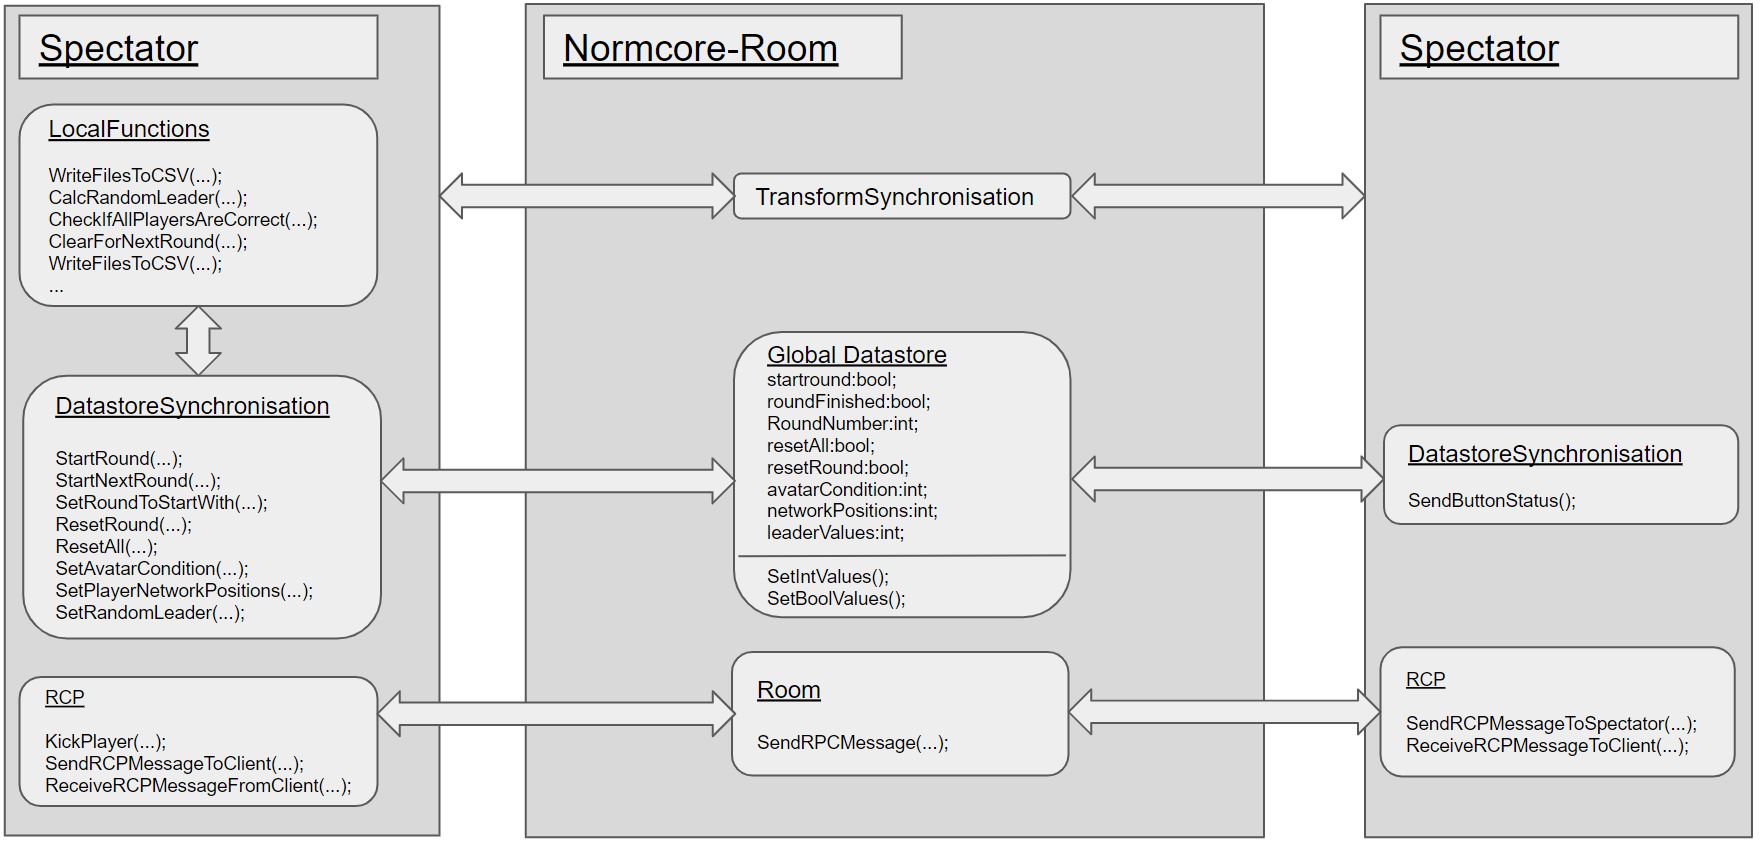 Spectator
LocalFunctions
WriteFilesToCSV(...);
CalcRandomLeader(...);
CheckIfAllPlayersAreCorrect(...);
ClearForNextRound(...);
WriteFilesToCSV(...);
...
DatastoreSynchronisation
StartRound(...);
StartNextRound(...);
SetRoundToStartWith(...);
ResetRound(...);
ResetAll(...);
SetAvatarCondition(...);
SetPlayerNetworkPositions(...);
SetRandomLeader(...);
RCP
KickPlayer(...);
SendRCPMessageToClient(...);
ReceiveRCPMessageFromClient(...);
Normcore-Room
TransformSynchronisation
Global Datastore
startround:bool;
roundFinished:bool;
RoundNumber:int;
resetAll:bool;
resetRound:bool;
avatarCondition:int;
networkPositions:int;
leaderValues:int;
SetIntValues();
SetBoolValues();
Room
SendRPCMessage(...);
Spectator
DatastoreSynchronisation
SendButtonStatus();
RCP
SendRCPMessageToSpectator(...);
ReceiveRCPMessageToClient(...);